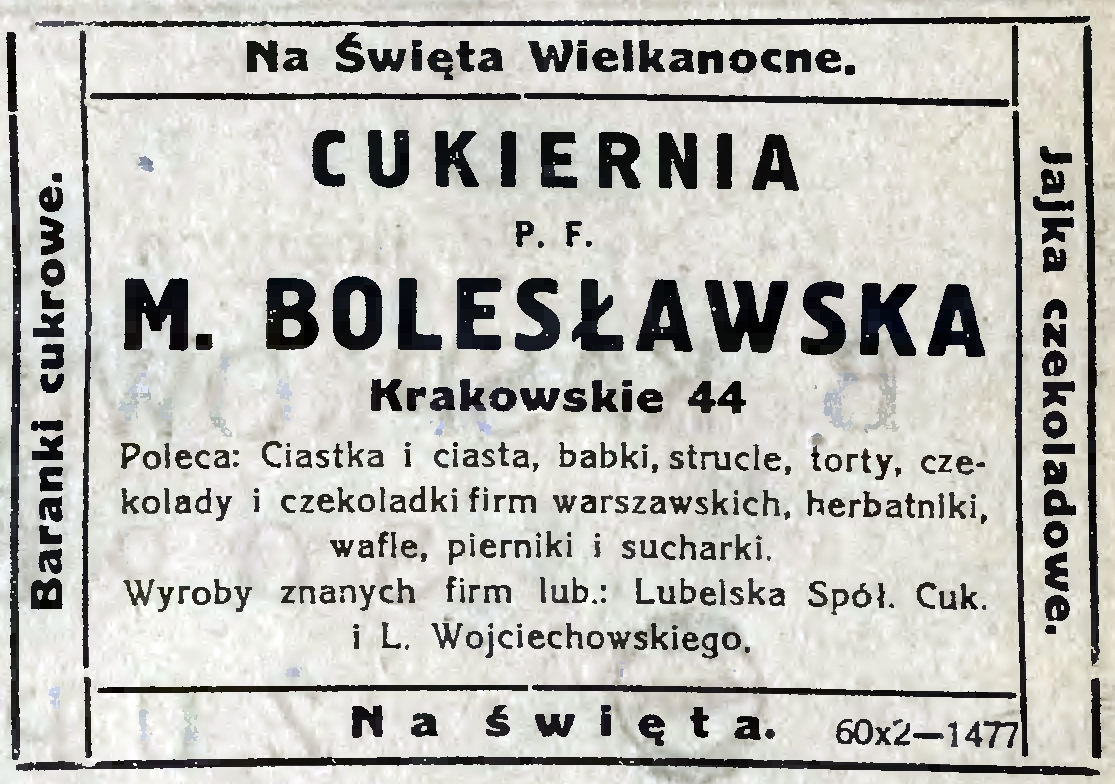 Na Święta Wielkanocne.
Baranki cukrowe.
CUKIERNIA
P. F.
M. BOLESŁAWSKA
Krakowskie 44
Poleca: Ciastka i ciasta, babki, strucle, torty, cze-
kolady i czekoladki firm warszawskich, herbatniki,
wafle, pierniki i sucharki.
Wyroby znanych firm lub.: Lubelska Spół. Cuk.
i L. Wojciechowskiego.
Jajka czekoladowe.
Na święta.
60x2—1477